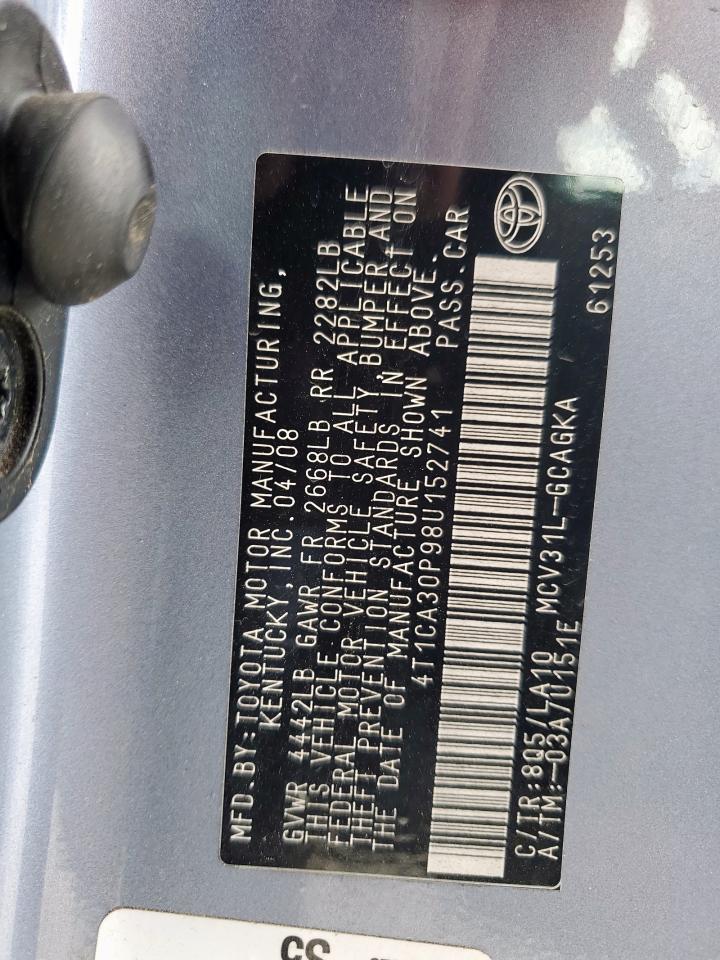 MFD.BY:TOYOTA MOTOR MANUFACTURING,
KENTUCKY, INC. 04/08
GVWR 4442LB GAWR FR 2668LB RR 2282LB
THIS VEHICLE CONFORMS TO ALL APPLICABLE
FEDERAL MOTOR VEHICLE SAFETY, BUMPER, AND
THEFT PREVENTION STANDARDS IN EFFECT ON
THE DATE OF MANUFACTURE SHOWN ABOVE.
4T1CA30P98U152741 PASS.CAR
C/TR:8Q5/LA10 MCV31L-GCAGKA 61253
A/TM:-03A/U151E
CS